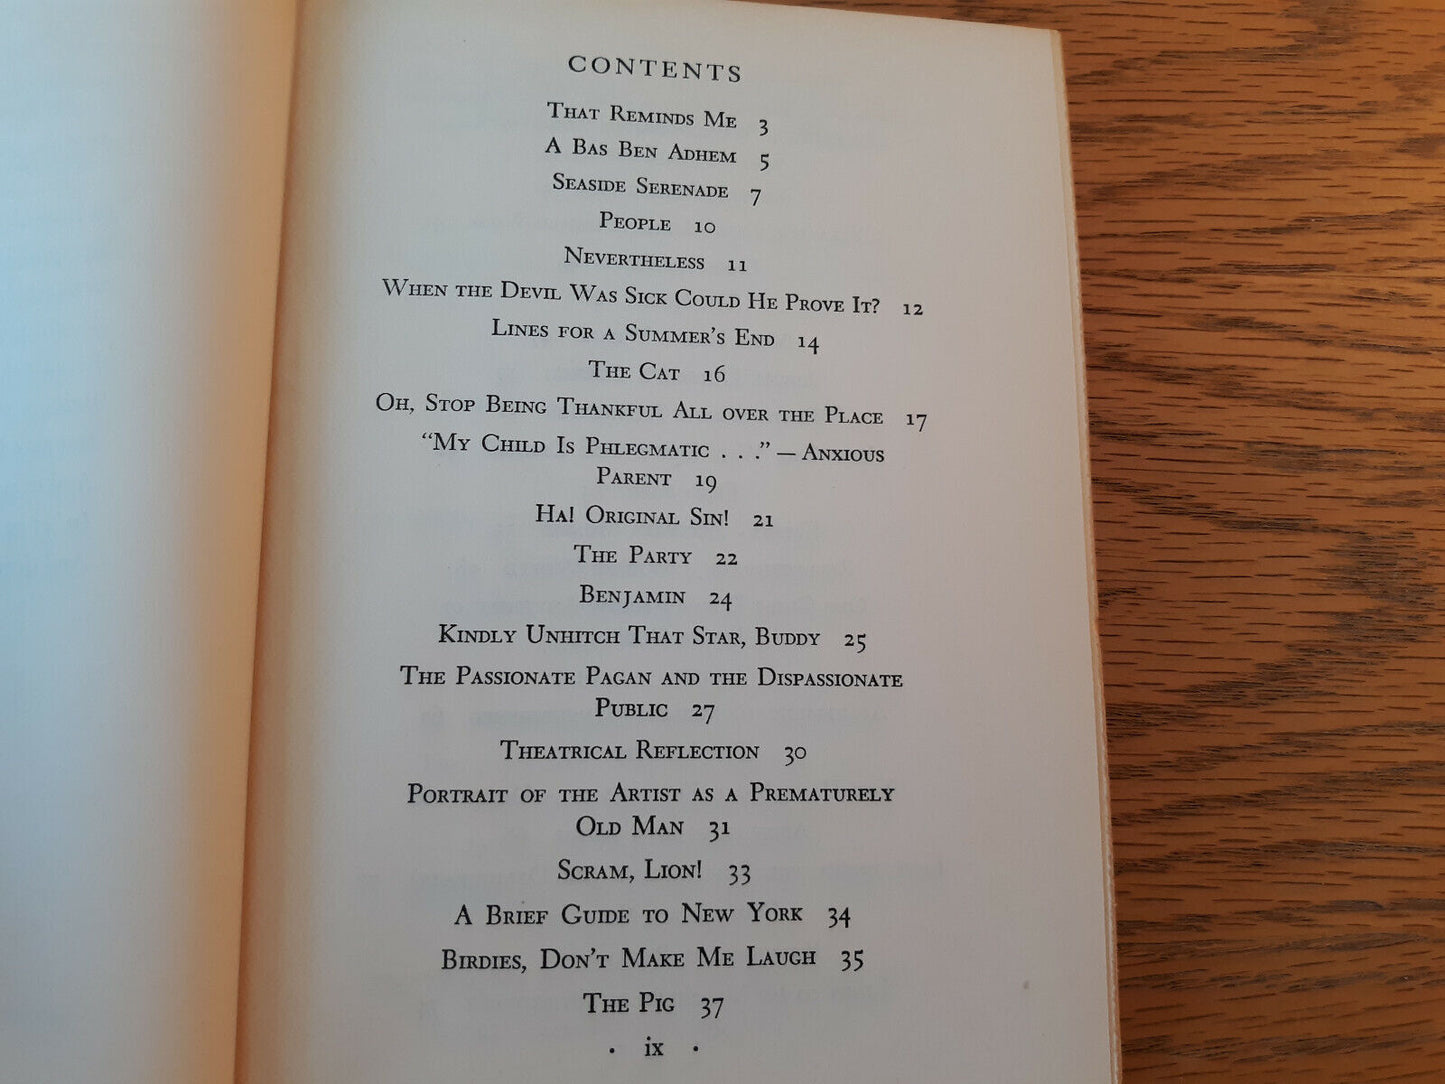 CONTENTS
That Reminds Me 3
A Bas Ben Adhem 5
Seaside Serenade 7
People 10
Nevertheless 11
When the Devil Was Sick Could He Prove It? 12
Lines for a Summer's End 14
The Cat 16
Oh, Stop Being Thankful All over the Place 17
“My Child Is Phlegmatic . . .” — Anxious
Parent 19
Ha! Original Sin! 21
The Party 22
Benjamin 24
Kindly Unhitch That Star, Buddy 25
The Passionate Pagan and the Dispassionate
Public 27
Theatrical Reflection 30
Portrait of the Artist as a Prematurely
Old Man 31
Scram, Lion! 33
A Brief Guide to New York 34
Birdies, Don't Make Me Laugh 35
The Pig 37
· ix ·